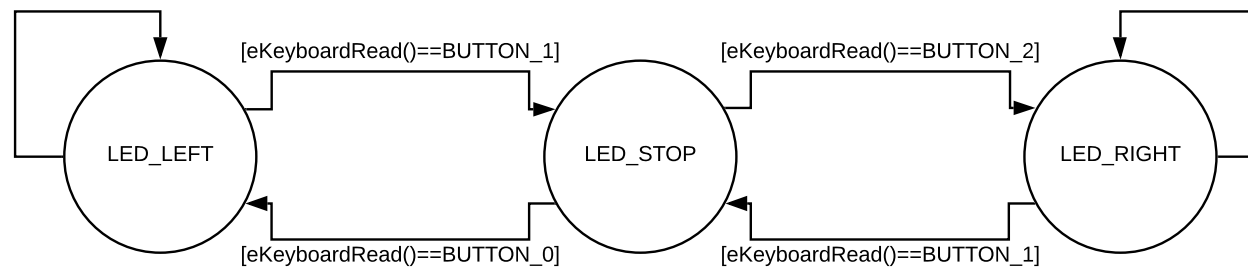 [eKeyboardRead()==BUTTON_1]
[eKeyboardRead()==BUTTON_2]
LED_LEFT
LED_STOP
LED_RIGHT
[eKeyboardRead()==BUTTON_0]
[eKeyboardRead()==BUTTON_1]